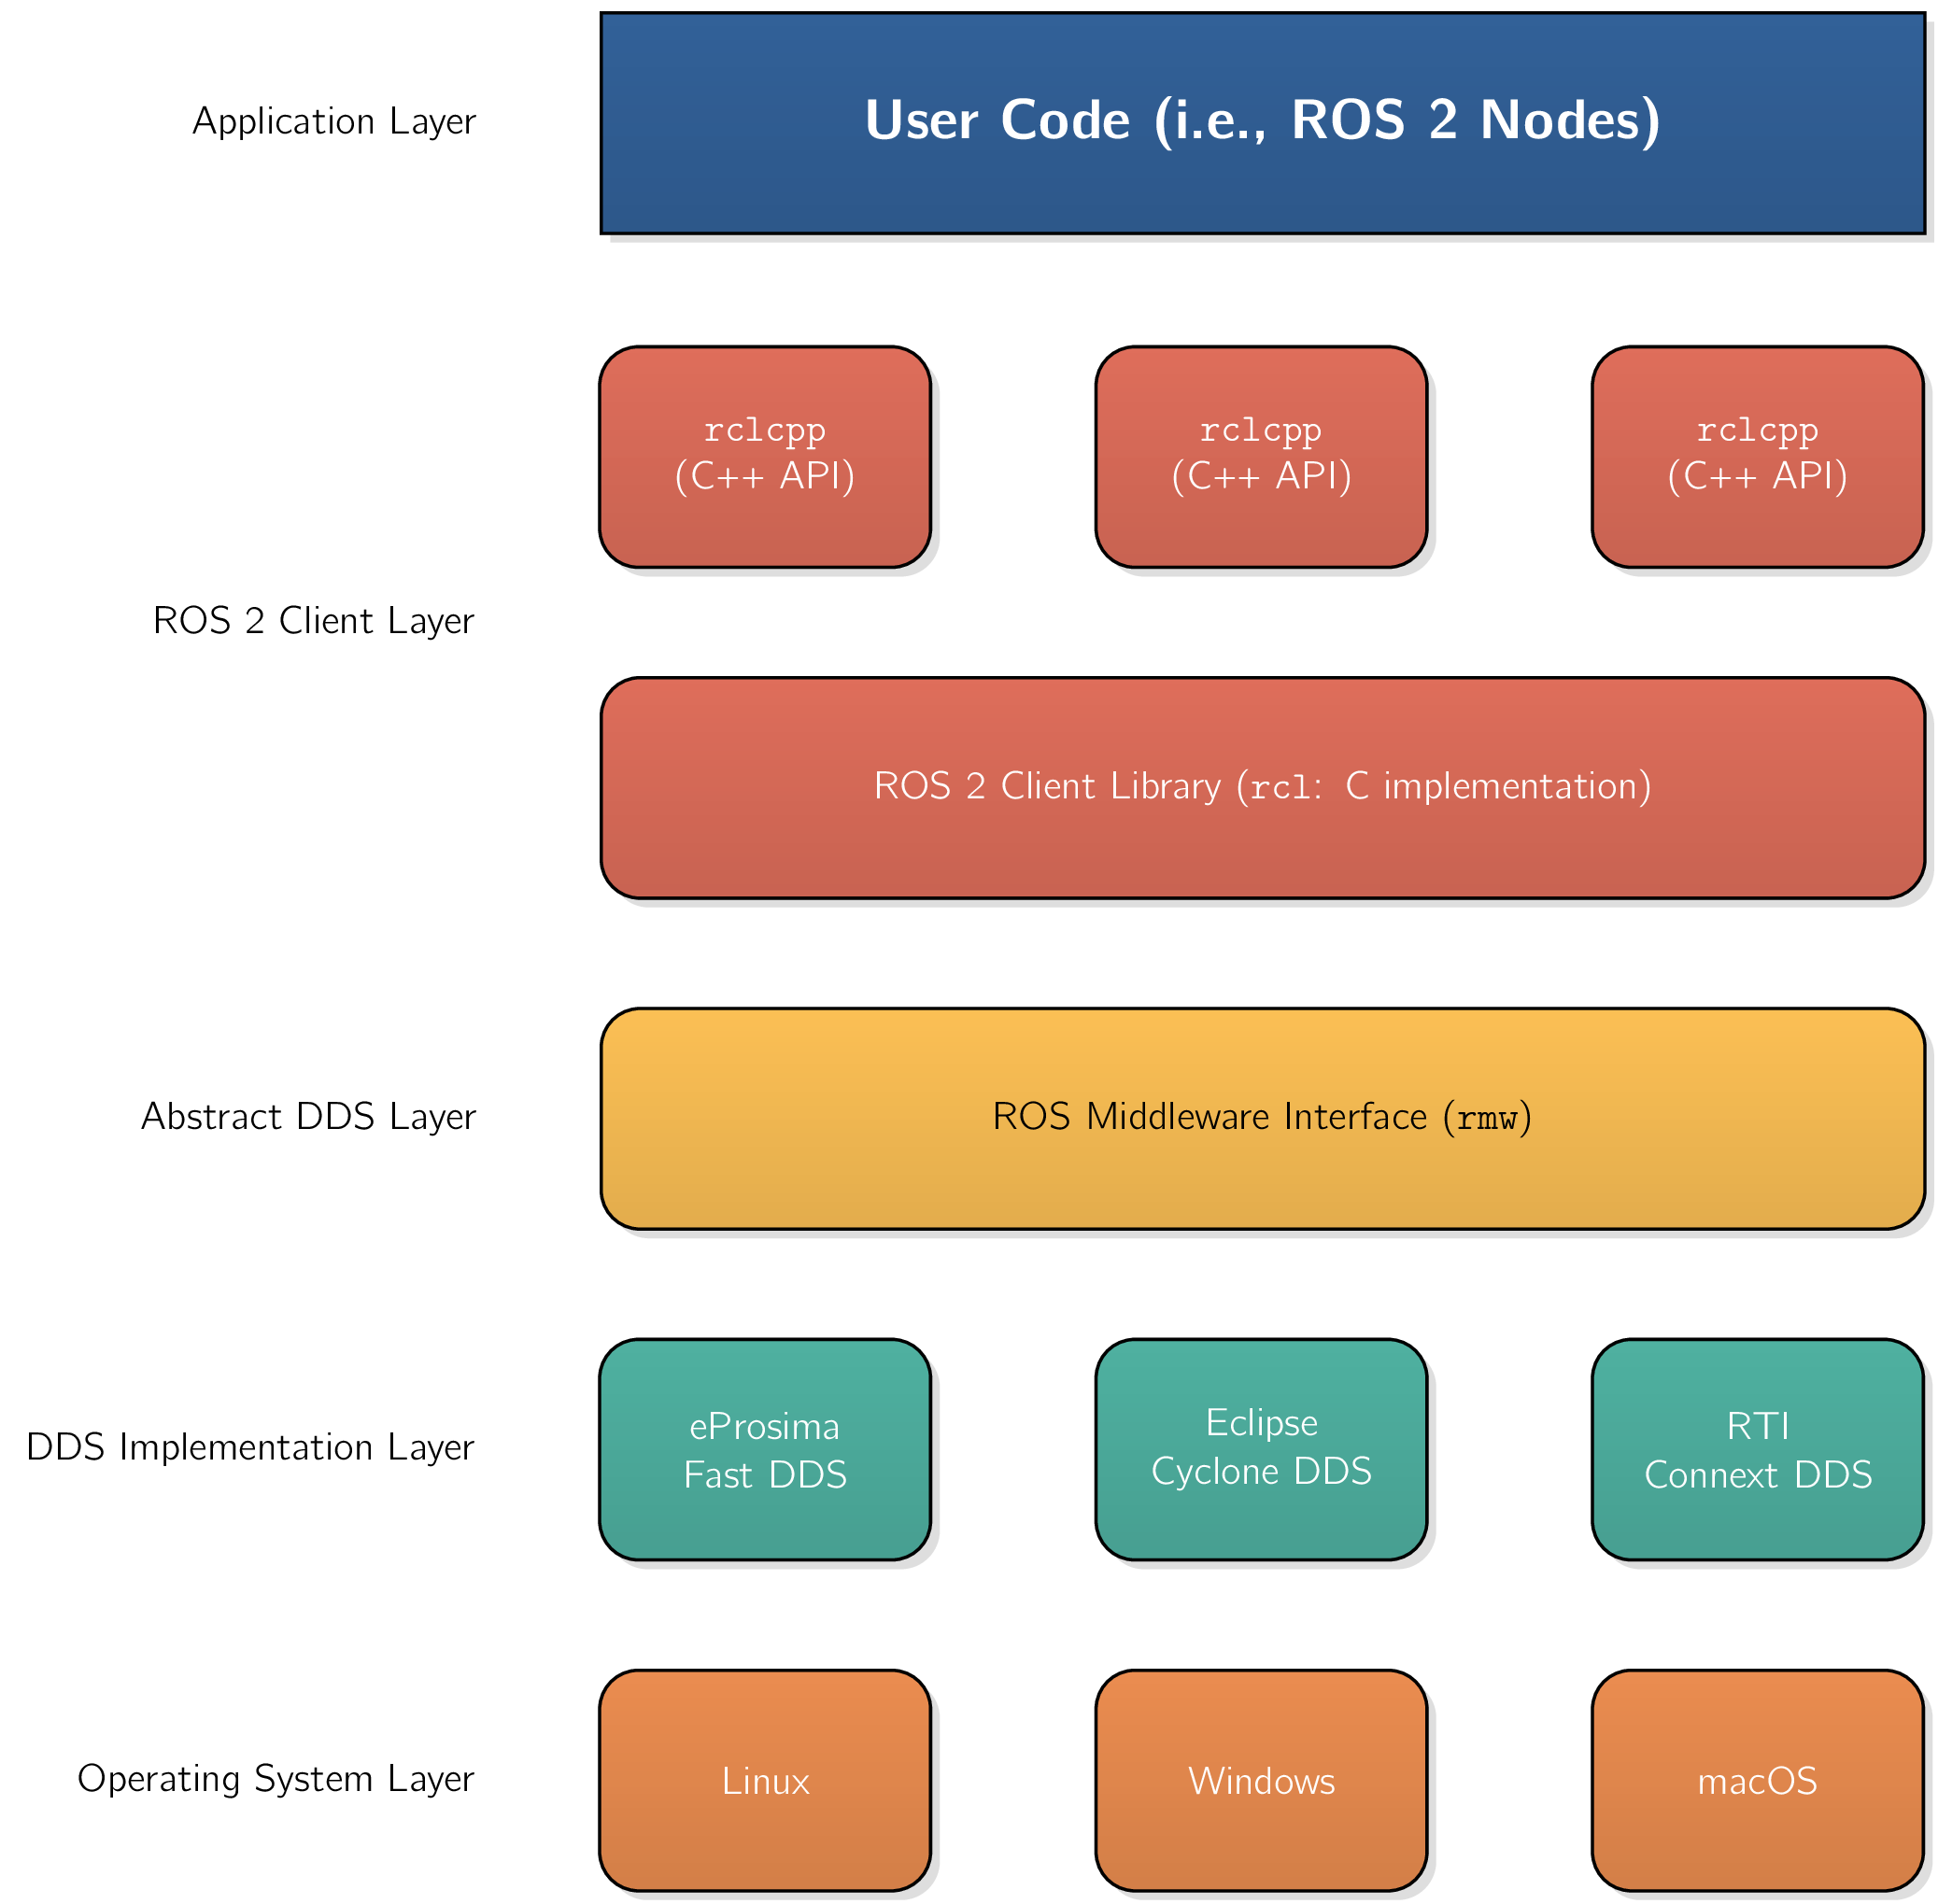 Application Layer
User Code (i.e., ROS 2 Nodes)
rclcpp
(C++ API)
rclcpp
(C++ API)
rclcpp
(C++ API)
ROS 2 Client Layer
ROS 2 Client Library (rcl: C implementation)
Abstract DDS Layer
ROS Middleware Interface (rmw)
DDS Implementation Layer
eProsima
Fast DDS
Eclipse
Cyclone DDS
RTI
Connext DDS
Operating System Layer
Linux
Windows
macOS